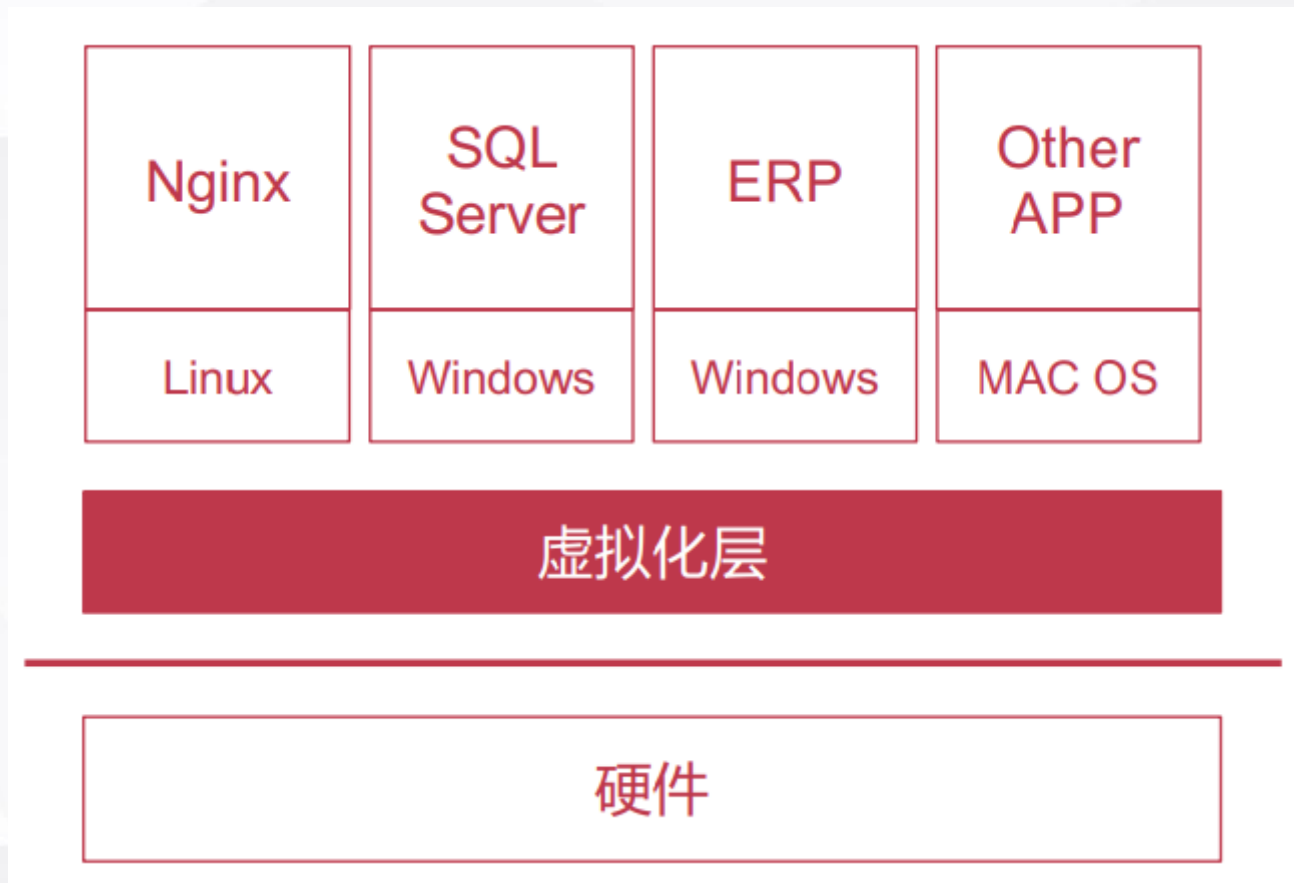 Nginx
SQL
Server
ERP
Other
APP
Linux
Windows
Windows
MAC OS
虚拟化层
硬件